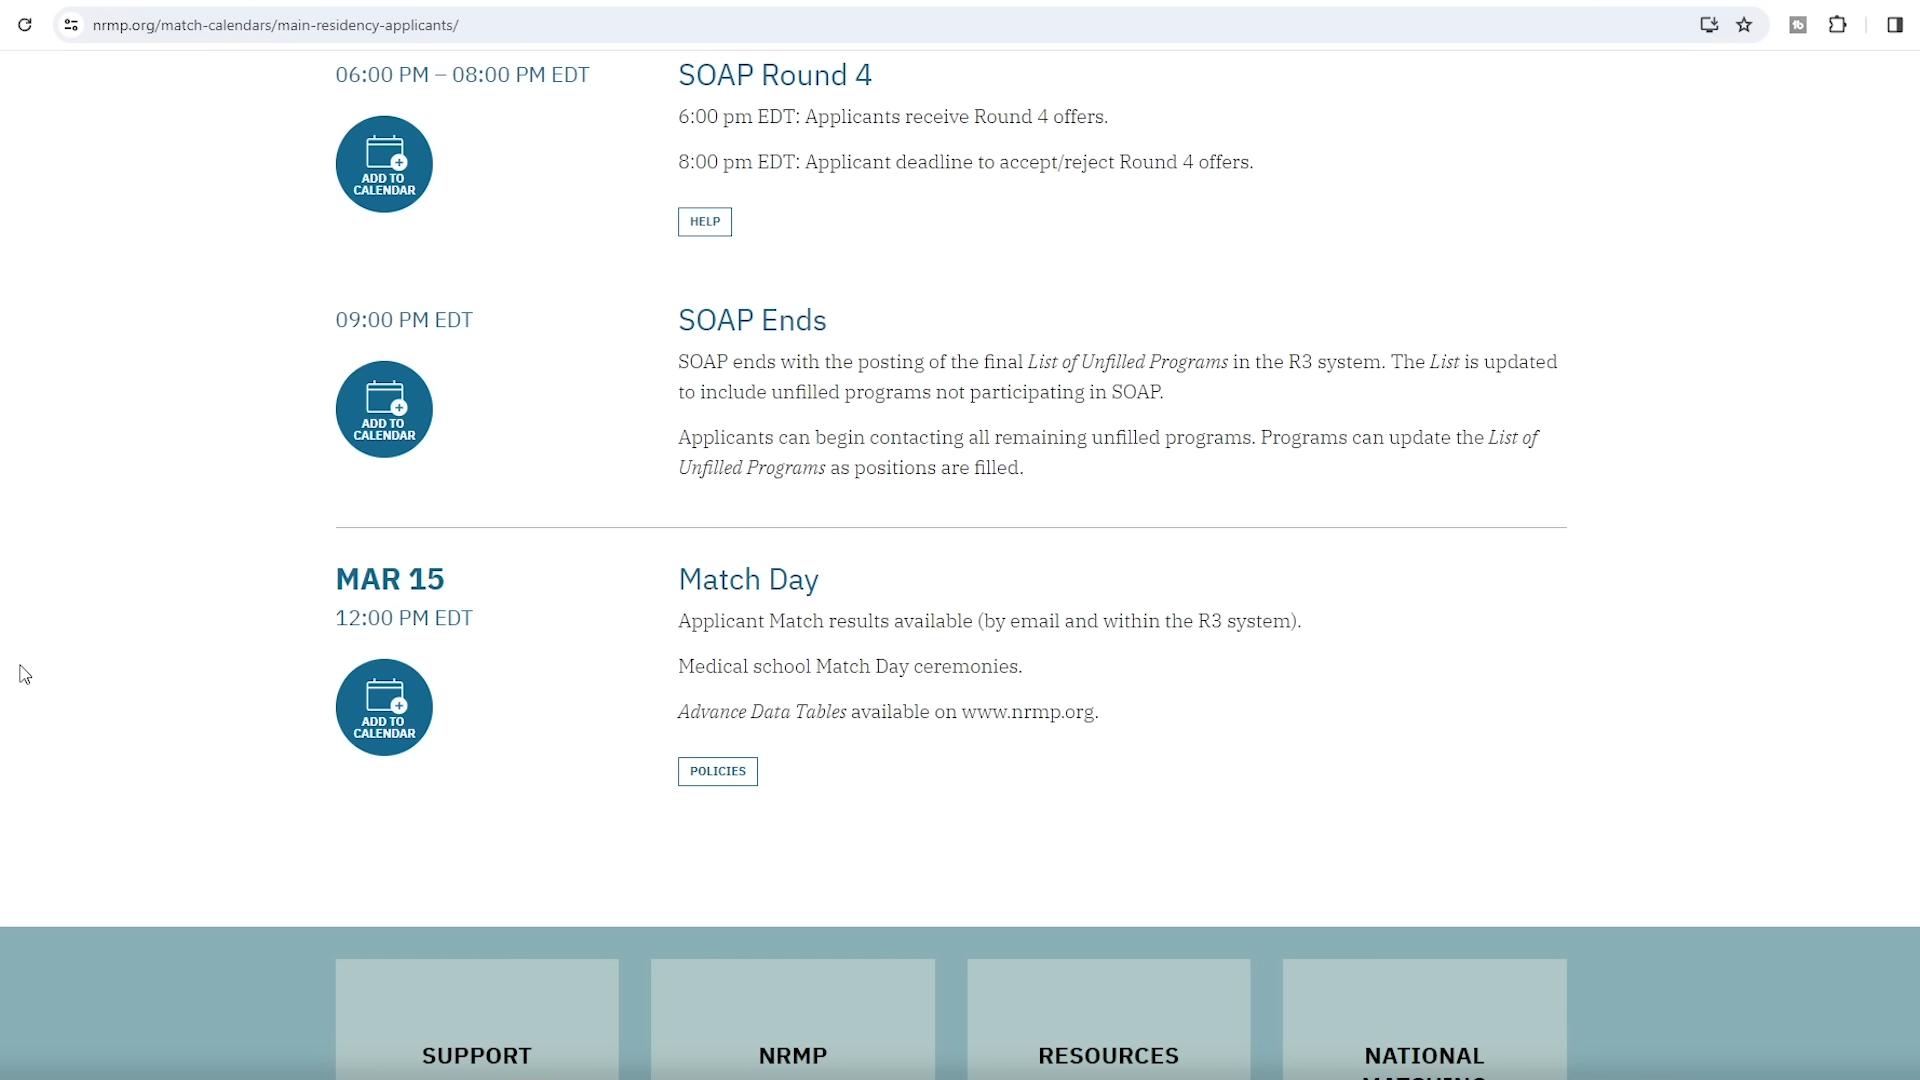 nrmp.org/match-calendars/main-residency-applicants/
06:00 PM – 08:00 PM EDT
SOAP Round 4
6:00 pm EDT: Applicants receive Round 4 offers.
ADD TO
CALENDAR
8:00 pm EDT: Applicant deadline to accept/reject Round 4 offers.
HELP
09:00 PM EDT
SOAP Ends
SOAP ends with the posting of the final List of Unfilled Programs in the R3 system. The List is updated
to include unfilled programs not participating in SOAP.
ADD TO
CALENDAR
Applicants can begin contacting all remaining unfilled programs. Programs can update the List of
Unfilled Programs as positions are filled.
MAR 15
12:00 PM EDT
Match Day
Applicant Match results available (by email and within the R3 system).
Medical school Match Day ceremonies.
ADD TO
CALENDAR
Advance Data Tables available on www.nrmp.org.
POLICIES
SUPPORT
NRMP
RESOURCES
NATIONAL
MATCHING